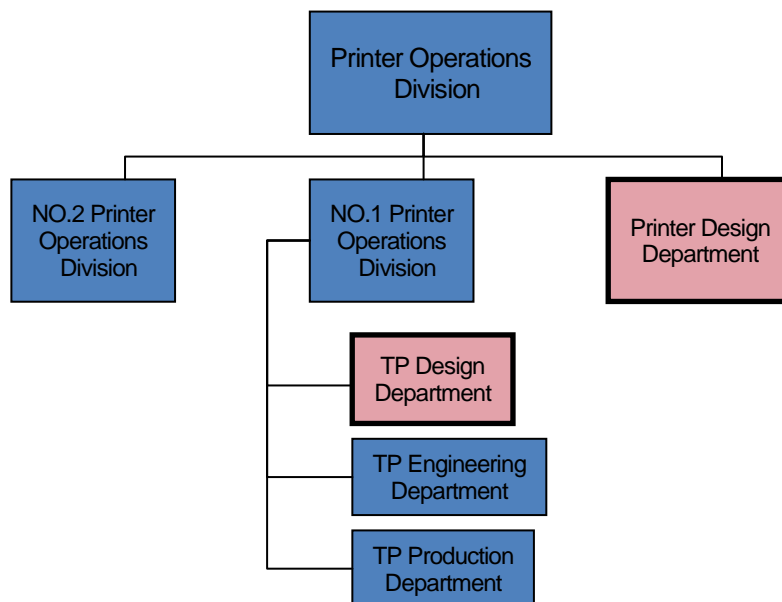 Printer Operations
Division
NO.2 Printer
Operations
Division
NO.1 Printer
Operations
Division
Printer Design
Department
TP Design
Department
TP Engineering
Department
TP Production
Department